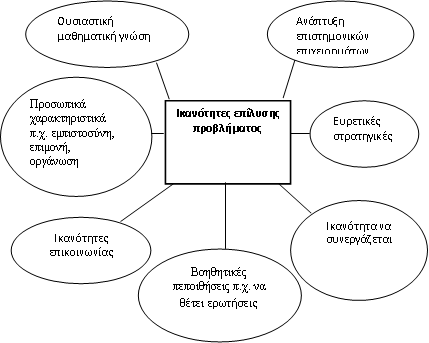 Ουσιαστική
μαθηματική γνώση
Ανάπτυξη
επιστημονικών
επιχειρημάτων
Προσωπικά
χαρακτηριστικά
π.χ. εμπιστοσύνη,
επιμονή,
οργάνωση
Ικανότητες επίλυσης
προβλήματος
Ευρετικές
στρατηγικές
Ικανότητες
επικοινωνίας
Βοηθητικές
πεποιθήσεις π.χ. να
θέτει ερωτήσεις
Ικανότητα να
συνεργάζεται